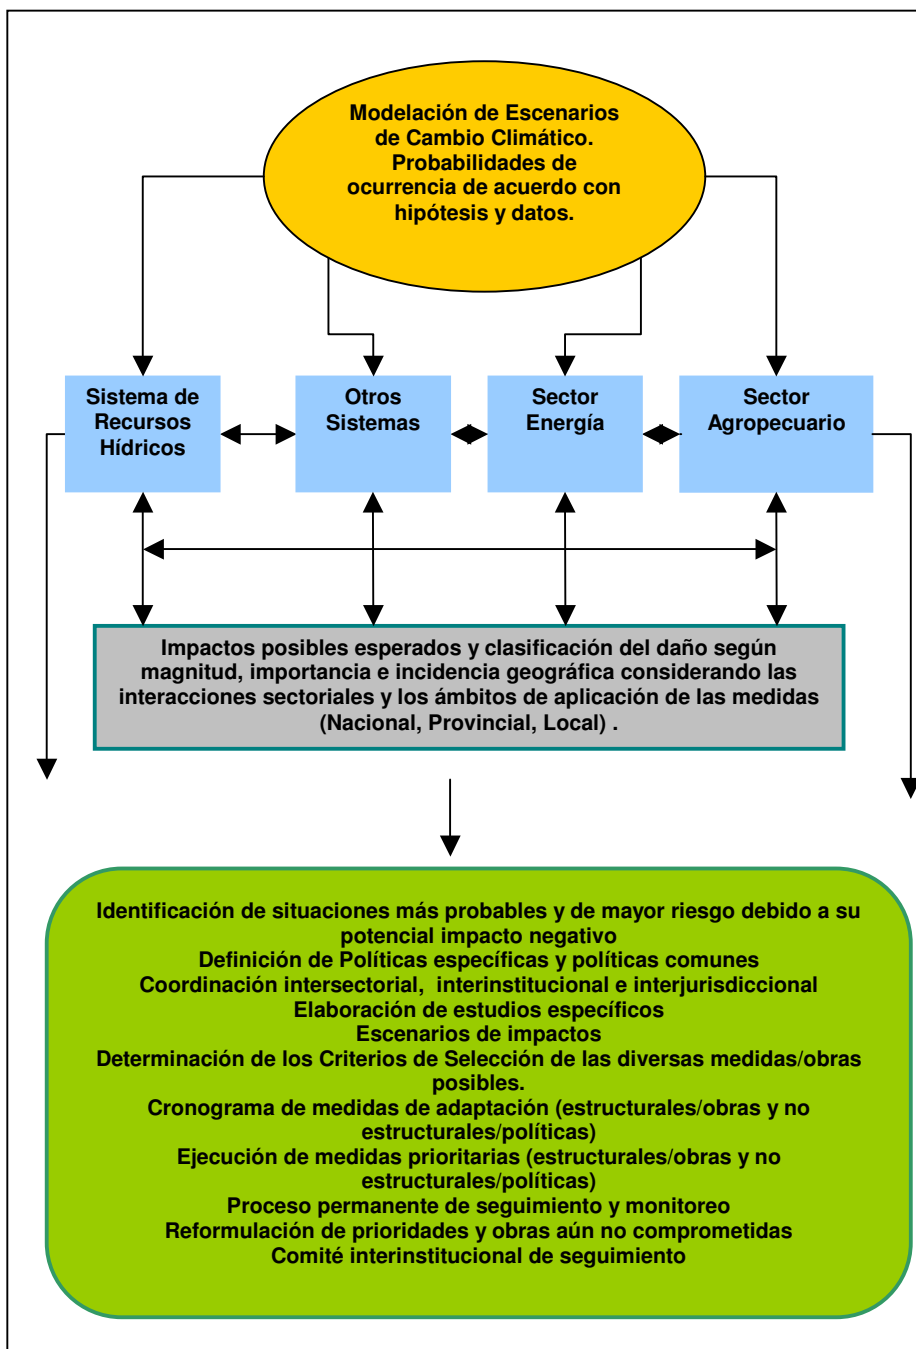 Modelación de Escenarios
de Cambio Climático.
Probabilidades de
ocurrencia de acuerdo con
hipótesis y datos.
Sistema de
Recursos
Hídricos
Otros
Sistemas
Sector
Energía
Sector
Agropecuario
Impactos posibles esperados y clasificación del daño según
magnitud, importancia e incidencia geográfica considerando las
interacciones sectoriales y los ámbitos de aplicación de las medidas
(Nacional, Provincial, Local) .
Identificación de situaciones más probables y de mayor riesgo debido a su
potencial impacto negativo
Definición de Políticas específicas y políticas comunes
Coordinación intersectorial,  interinstitucional e interjurisdiccional
Elaboración de estudios específicos
Escenarios de impactos
Determinación de los Criterios de Selección de las diversas medidas/obras
posibles.
Cronograma de medidas de adaptación (estructurales/obras y no
estructurales/políticas)
Ejecución de medidas prioritarias (estructurales/obras y no
estructurales/políticas)
Proceso permanente de seguimiento y monitoreo
Reformulación de prioridades y obras aún no comprometidas
Comité interinstitucional de seguimiento